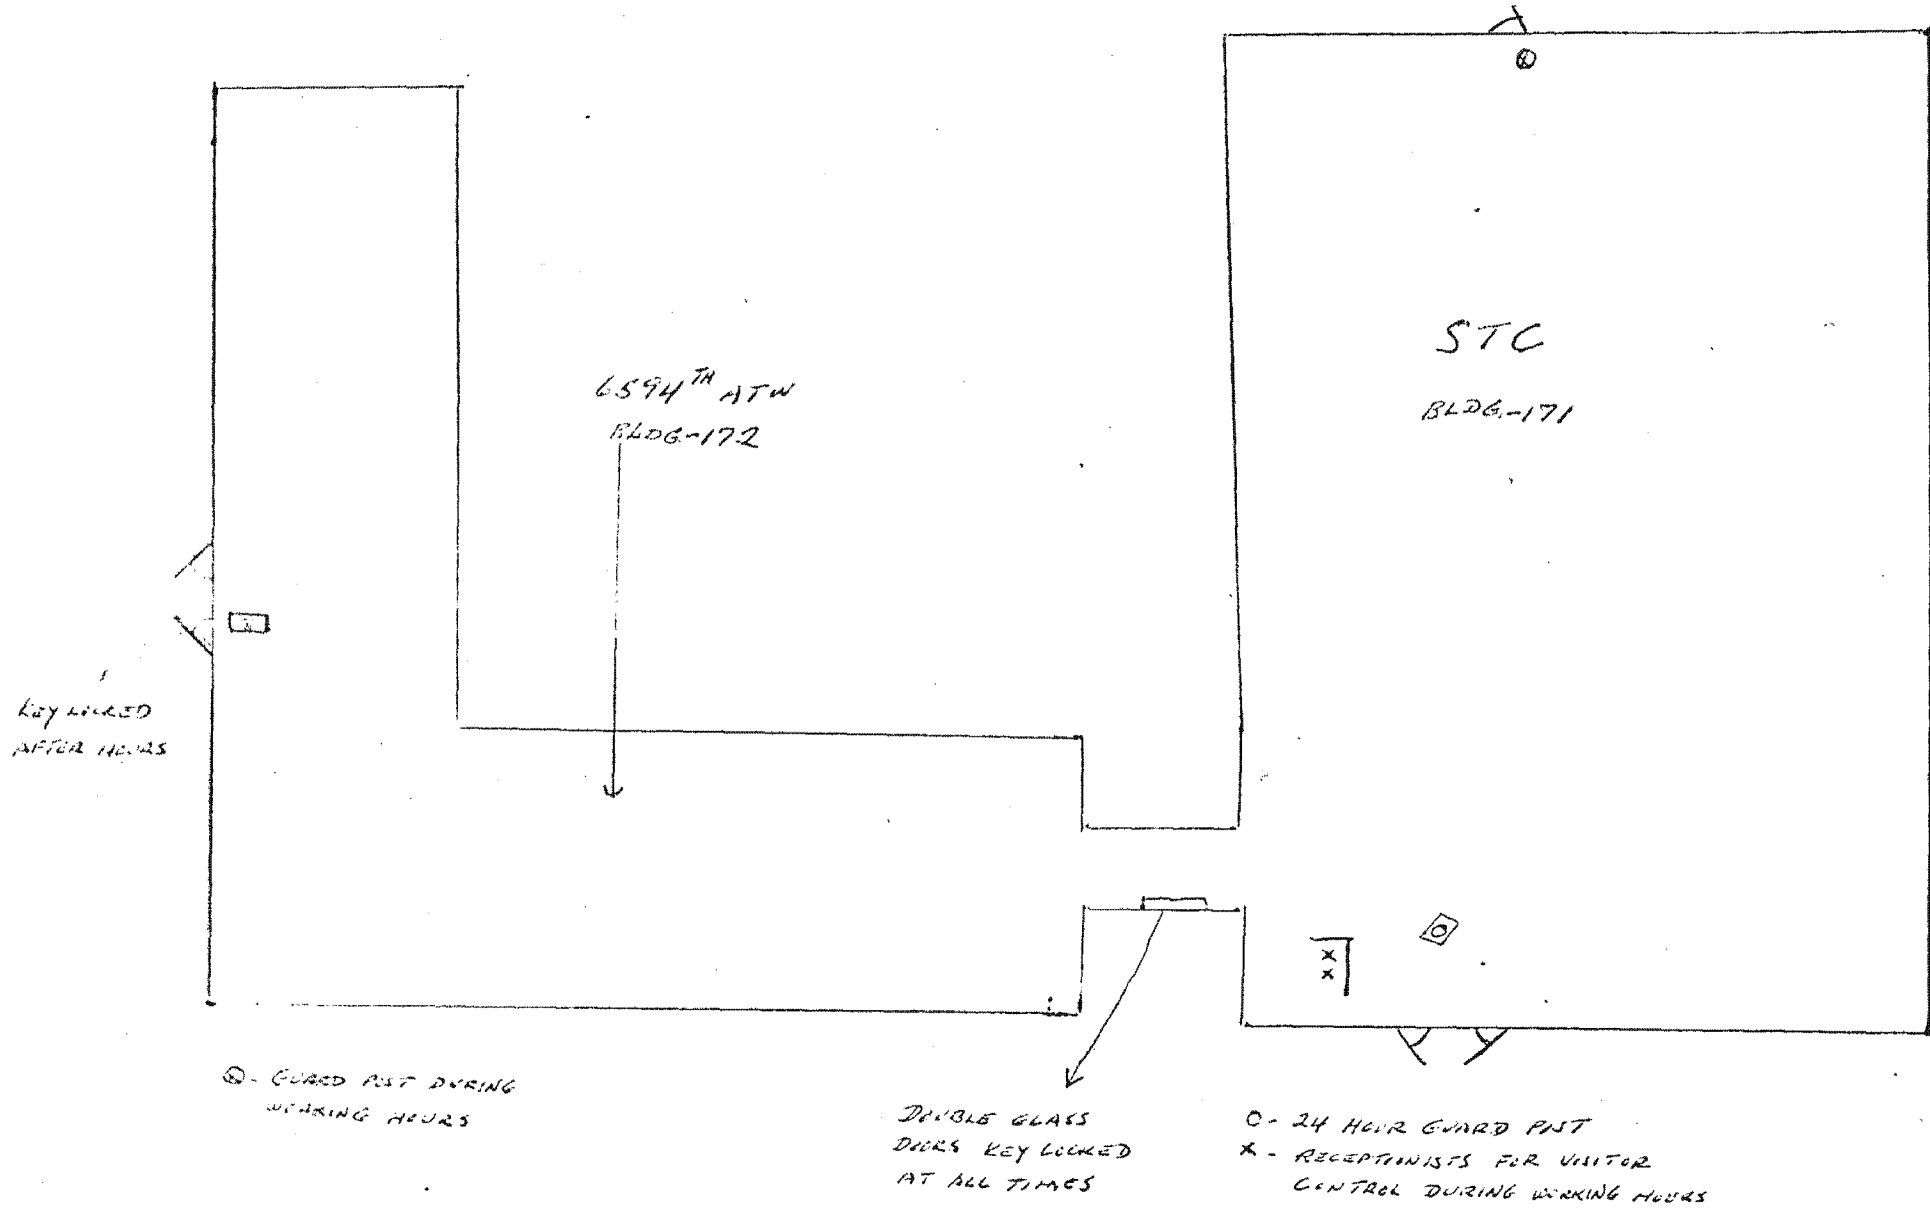 STC
BLDG.-171
6594TH ATW
BLDG-172
KEY LOCKED
AFTER HOURS
⊗- GUARD POST DURING
WORKING HOURS
DOUBLE GLASS
DOORS KEY LOCKED
AT ALL TIMES
O- 24 HOUR GUARD POST
X- RECEPTIONISTS FOR VISITOR
CONTROL DURING WORKING HOURS
O
X
X